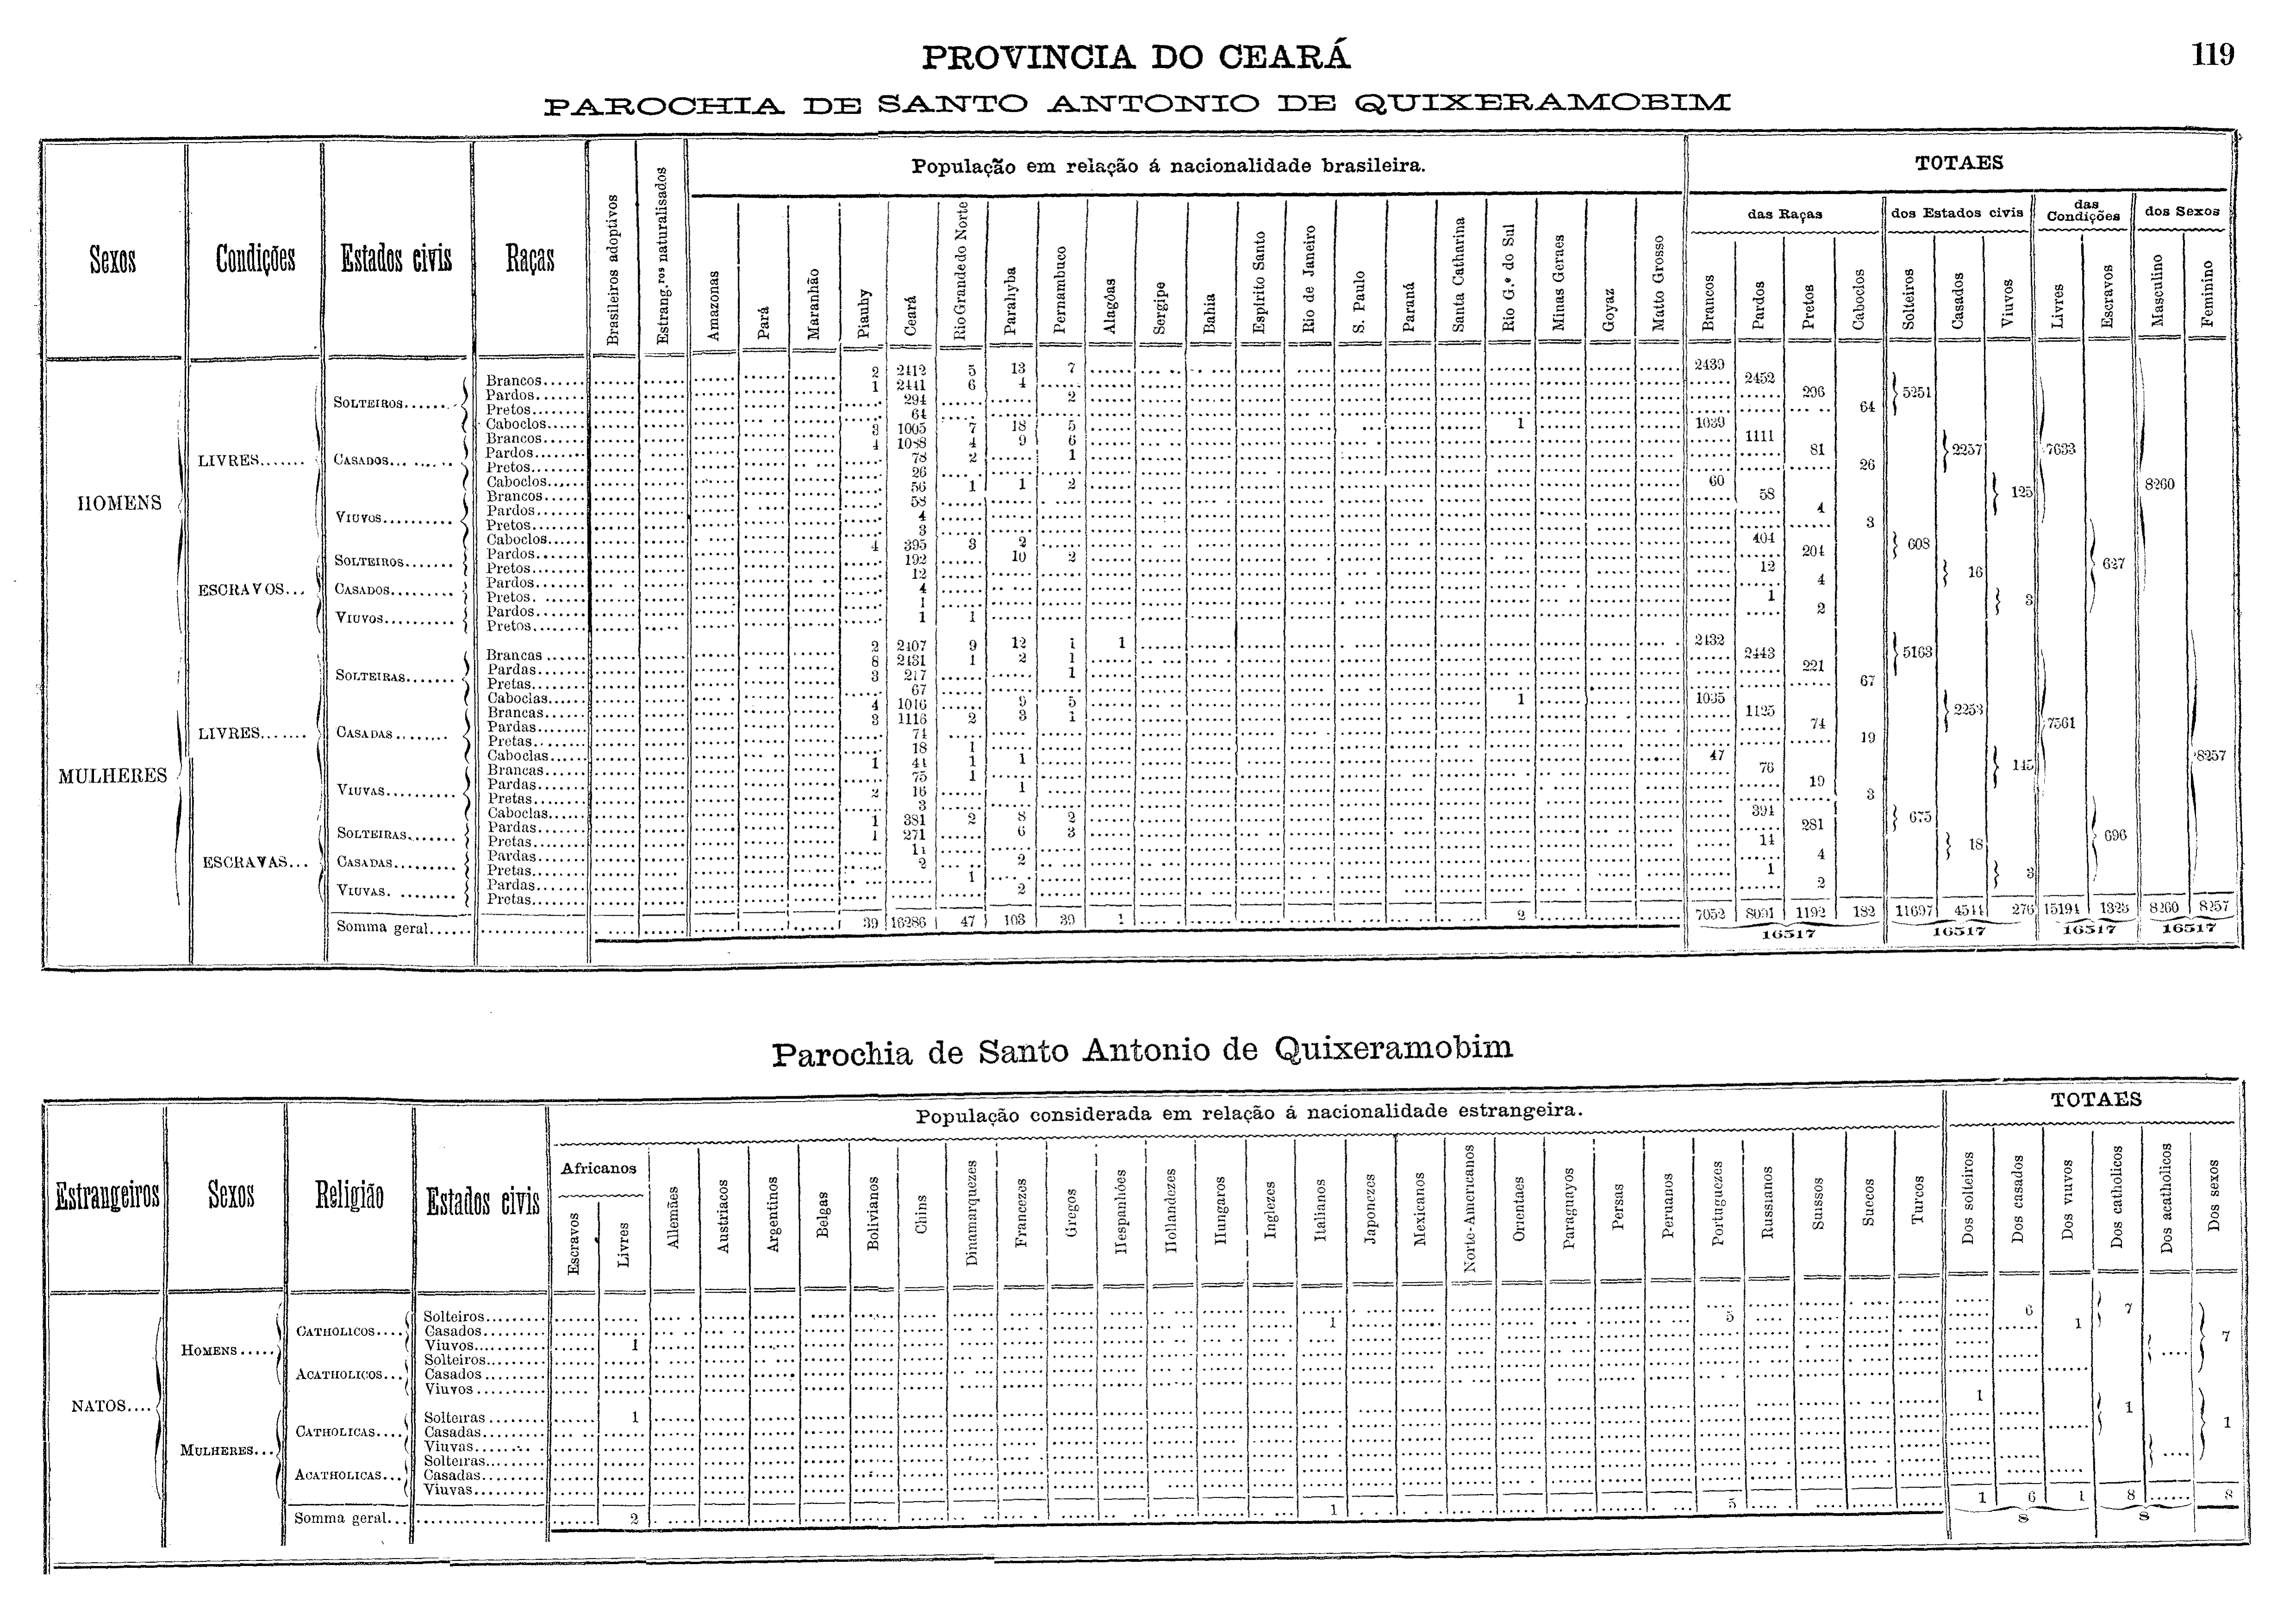 PROVINCIA DO CEARÁ
119
PAROCHIA DE SANTO ANTONIO DE QUIXERAMOBIM
Sexos Condições Estados civis Raças Brasileiros adoptivos Estrang.ros naturalisados População em relação á nacionalidade brasileira. TOTAES
das Raças dos Estados civis das Condições dos Sexos
Amazonas Pará Maranhão Piauhy Ceará Rio Grande do Norte Parahyba Pernambuco Alagôas Sergipe Bahia Espirito Santo Rio de Janeiro S. Paulo Paraná Santa Catharina Rio G.e do Sul Minas Geraes Goyaz Matto Grosso Brancos Pardos Pretos Caboclos Solteiros Casados Viuvos Livres Escravos Masculino Feminino
HOMENS LIVRES SOLTEIROS Brancos 2 2412 5 13 7 2439 5251 7633 8260
Pardos 1 2441 6 4 2452
Pretos 294 2 296
Caboclos 64 64
CASADOS Brancos 3 1005 7 18 5 1 1039 2257
Pardos 4 1088 4 9 6 1111
Pretos 78 2 1 81
Caboclos 26 26
VIUVOS Brancos 56 1 1 2 60 125
Pardos 58 58
Pretos 4 4
Caboclos 3 3
ESCRAVOS SOLTEIROS Pardos 4 395 3 2 404 608 627
Pretos 192 10 2 204
CASADOS Pardos 12 12 16
Pretos 4 4
VIUVOS Pardos 1 1 3
Pretos 1 1 2
MULHERES LIVRES SOLTEIRAS Brancas 2 2407 9 12 1 1 2432 5163 7561 8257
Pardas 8 2431 1 2 1 2443
Pretas 3 217 1 221
Caboclas 67 67
CASADAS Brancas 4 1016 9 5 1 1035 2253
Pardas 3 1116 2 3 1 1125
Pretas 74 74
Caboclas 18 1 19
VIUVAS Brancas 1 44 1 1 47 145
Pardas 75 1 76
Pretas 2 16 1 19
Caboclas 3 3
ESCRAVAS SOLTEIRAS Pardas 1 381 2 8 2 394 675 696
Pretas 1 271 6 3 281
CASADAS Pardas 14 14 18
Pretas 2 2 4
VIUVAS Pardas 1 1 3
Pretas 2 2
Somma geral 39 16286 47 103 39 1 2 7052 8091 1192 182 11697 4544 276 15194 1323 8260 8257
16517 16517 16517 16517
Parochia de Santo Antonio de Quixeramobim
Estrangeiros Sexos Religião Estados civis População considerada em relação á nacionalidade estrangeira. TOTAES
Africanos
Escravos Livres Allemães Austriacos Argentinos Belgas Bolivianos Chins Dinamarquezes Francezes Gregos Hespanhóes Hollandezes Hungaros Inglezes Italianos Japonezes Mexicanos Norte-Americanos Orientaes Paraguayos Persas Peruanos Portuguezes Russianos Suissos Suecos Turcos Dos solteiros Dos casados Dos viuvos Dos catholicos Dos acatholicos Dos sexos
NATOS HOMENS CATHOLICOS Solteiros 7 7
Casados 1 5 6
Viuvos 1 1
ACATHOLICOS Solteiros
Casados
Viuvos
MULHERES CATHOLICAS Solteiras 1 1 1 1
Casadas
Viuvas
ACATHOLICAS Solteiras
Casadas
Viuvas
Somma geral 2 1 5 1 6 1 8 8
8 8